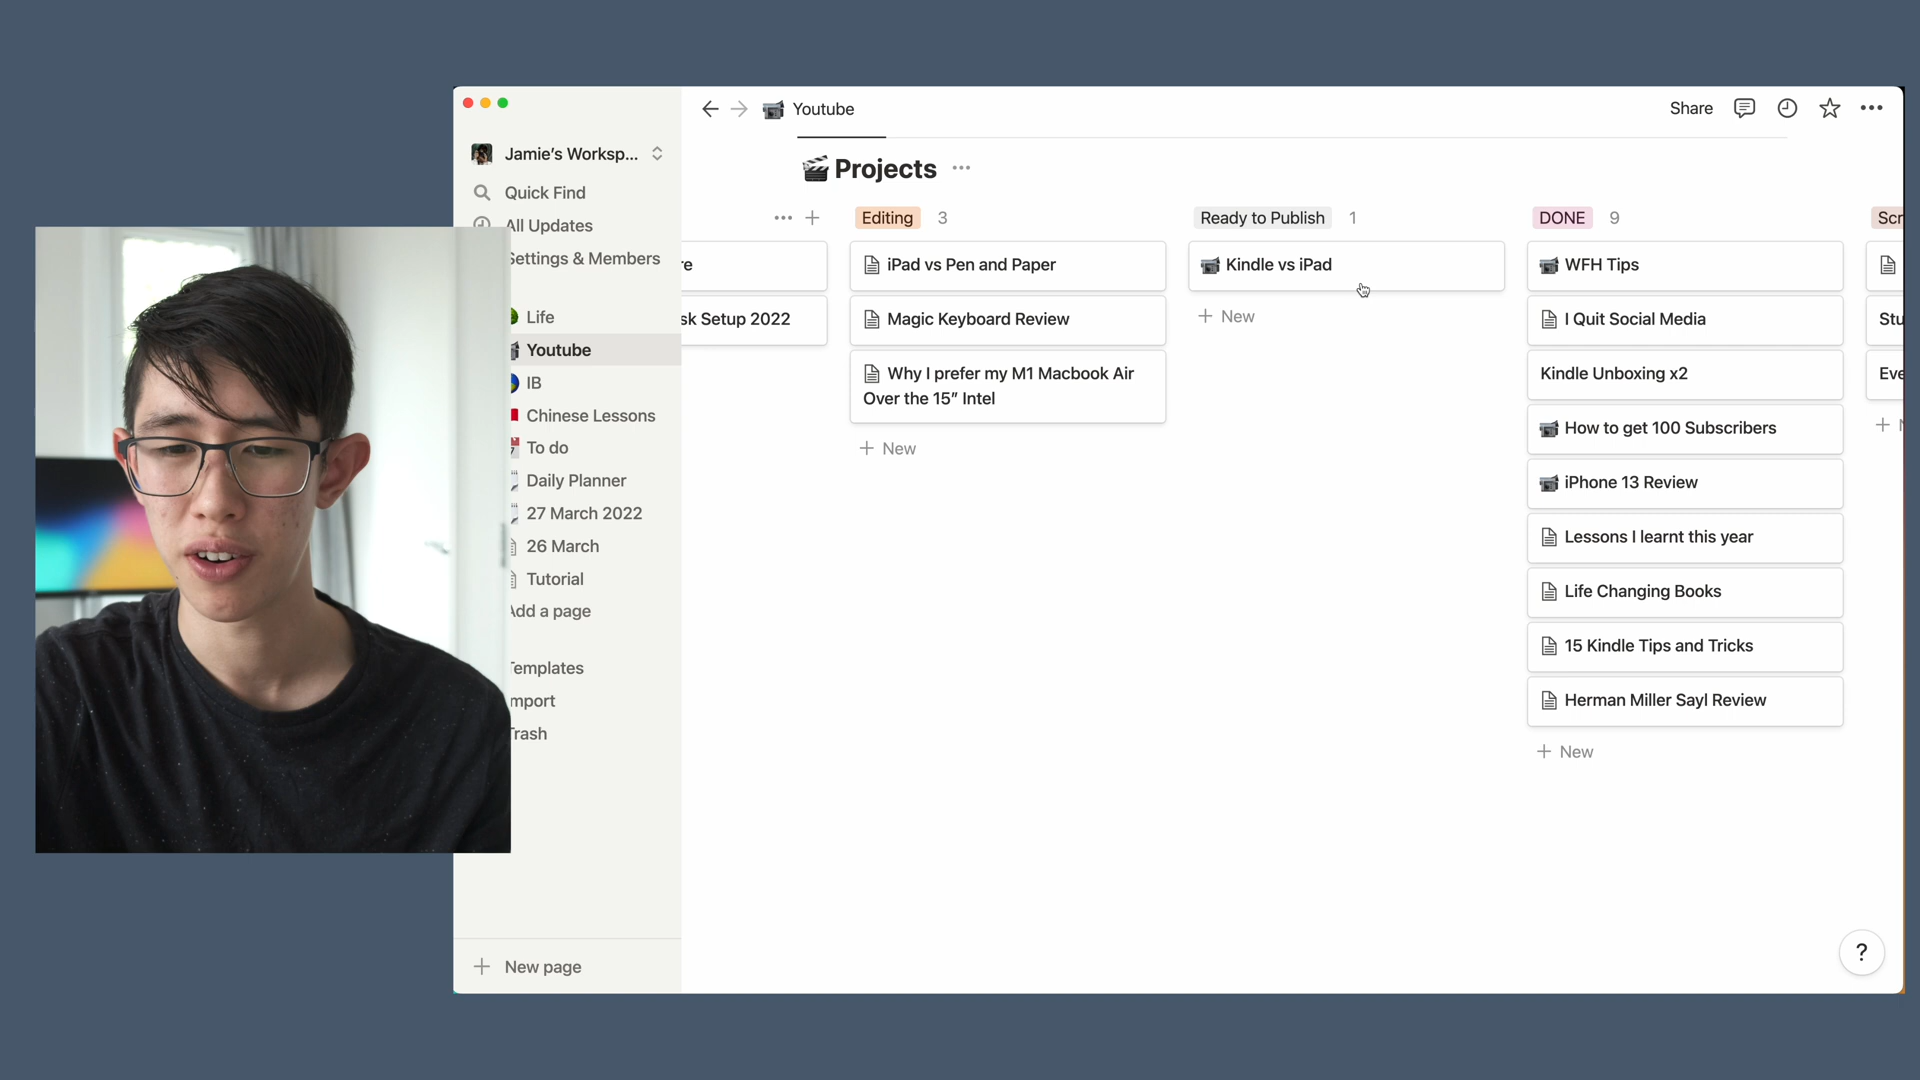 Youtube
Share
Jamie's Worksp...
Quick Find
All Updates
Settings & Members
Life
Youtube
IB
Chinese Lessons
To do
Daily Planner
27 March 2022
26 March
Tutorial
Add a page
Templates
Import
Trash
New page
Projects
re
sk Setup 2022
Editing 3
iPad vs Pen and Paper
Magic Keyboard Review
Why I prefer my M1 Macbook Air
Over the 15" Intel
+ New
Ready to Publish 1
Kindle vs iPad
+ New
DONE 9
WFH Tips
I Quit Social Media
Kindle Unboxing x2
How to get 100 Subscribers
iPhone 13 Review
Lessons I learnt this year
Life Changing Books
15 Kindle Tips and Tricks
Herman Miller Sayl Review
+ New
Scr
Stu
Eve
?